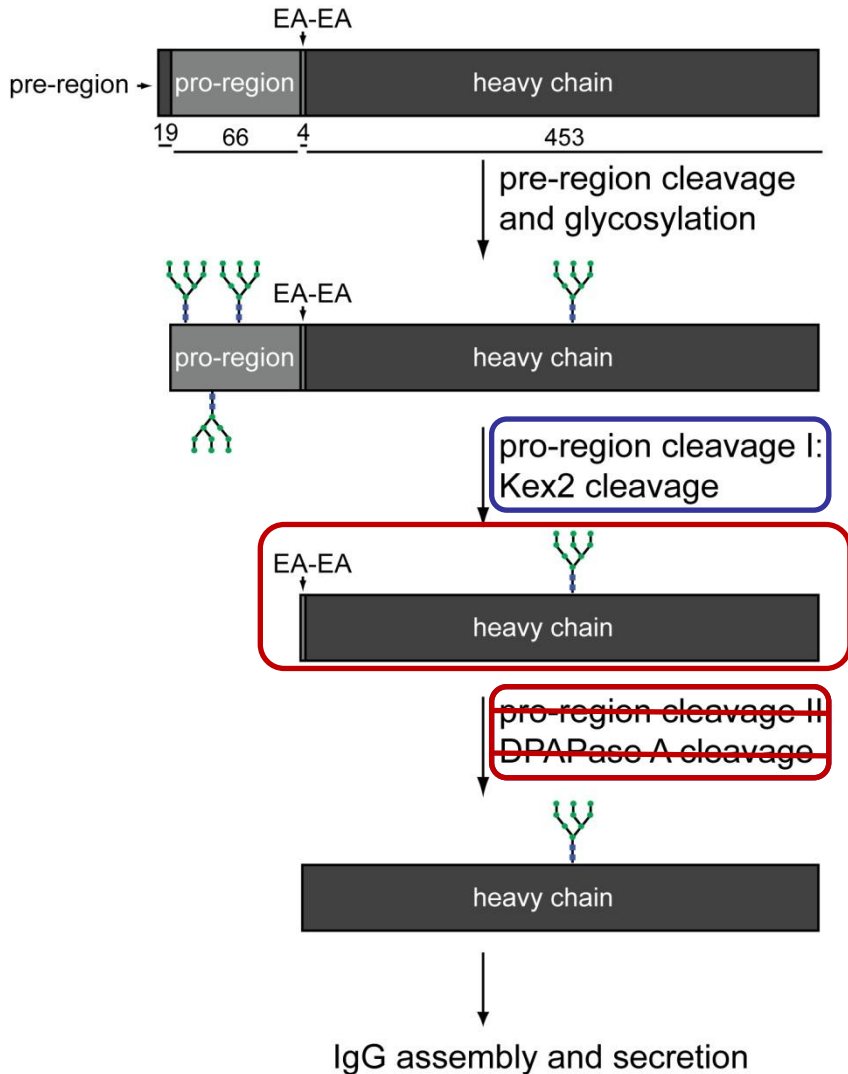 EA-EA
pre-region
pro-region
heavy chain
19
66
4
453
pre-region cleavage
and glycosylation
EA-EA
pro-region
heavy chain
pro-region cleavage I:
Kex2 cleavage
EA-EA
heavy chain
pro-region cleavage II
DPAPase A cleavage
heavy chain
IgG assembly and secretion